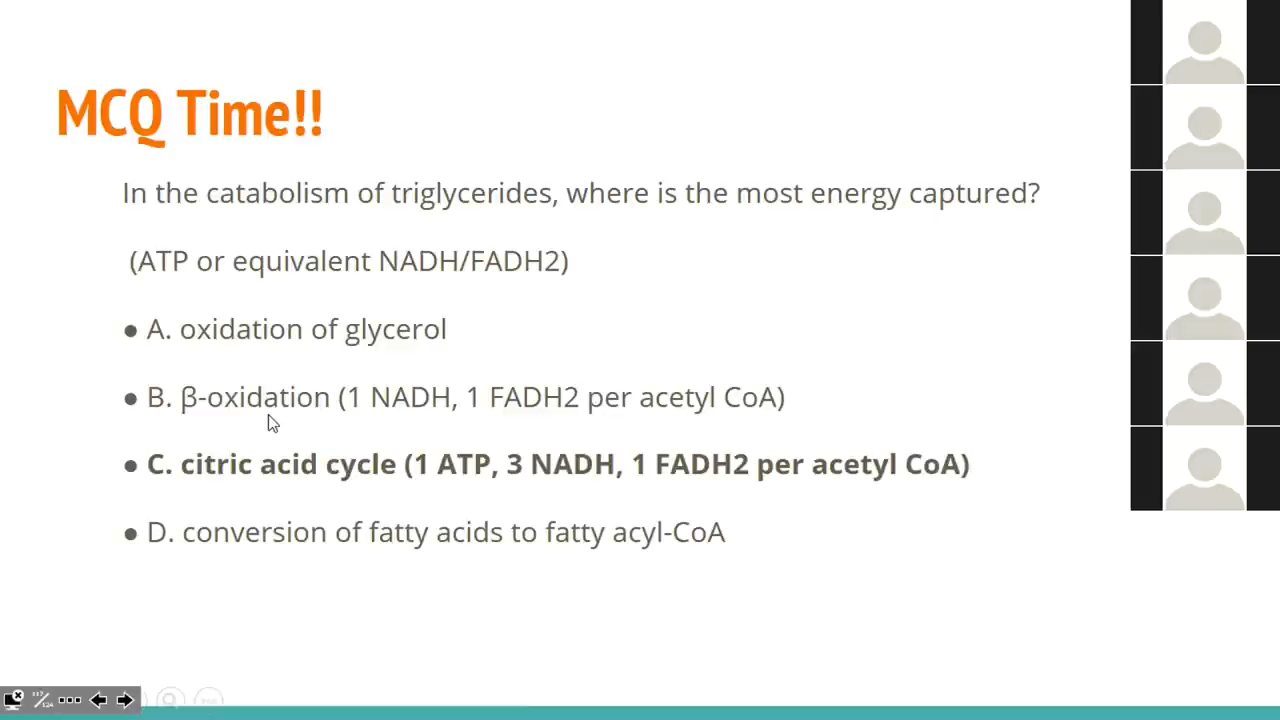 MCQ Time!!
In the catabolism of triglycerides, where is the most energy captured?
(ATP or equivalent NADH/FADH2)
● A. oxidation of glycerol
● B. β-oxidation (1 NADH, 1 FADH2 per acetyl CoA)
● C. citric acid cycle (1 ATP, 3 NADH, 1 FADH2 per acetyl CoA)
● D. conversion of fatty acids to fatty acyl-CoA